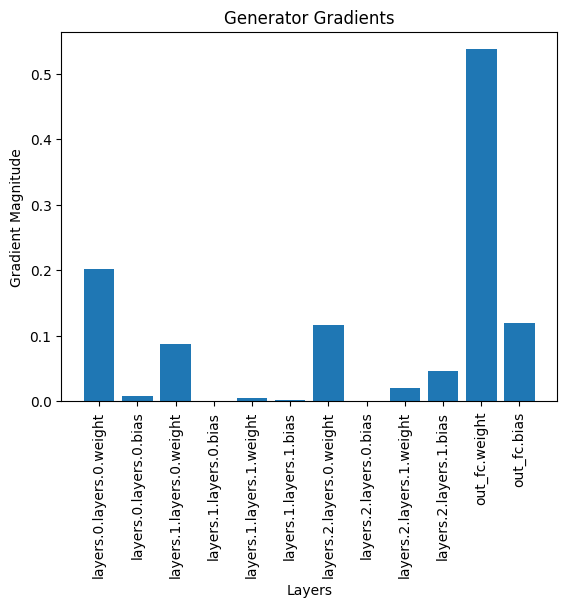 Generator Gradients
Gradient Magnitude
0.5
0.4
0.3
0.2
0.1
0.0
layers.0.layers.0.weight
layers.0.layers.0.bias
layers.1.layers.0.weight
layers.1.layers.0.bias
layers.1.layers.1.weight
layers.1.layers.1.bias
layers.2.layers.0.weight
layers.2.layers.0.bias
layers.2.layers.1.weight
layers.2.layers.1.bias
out_fc.weight
out_fc.bias
Layers